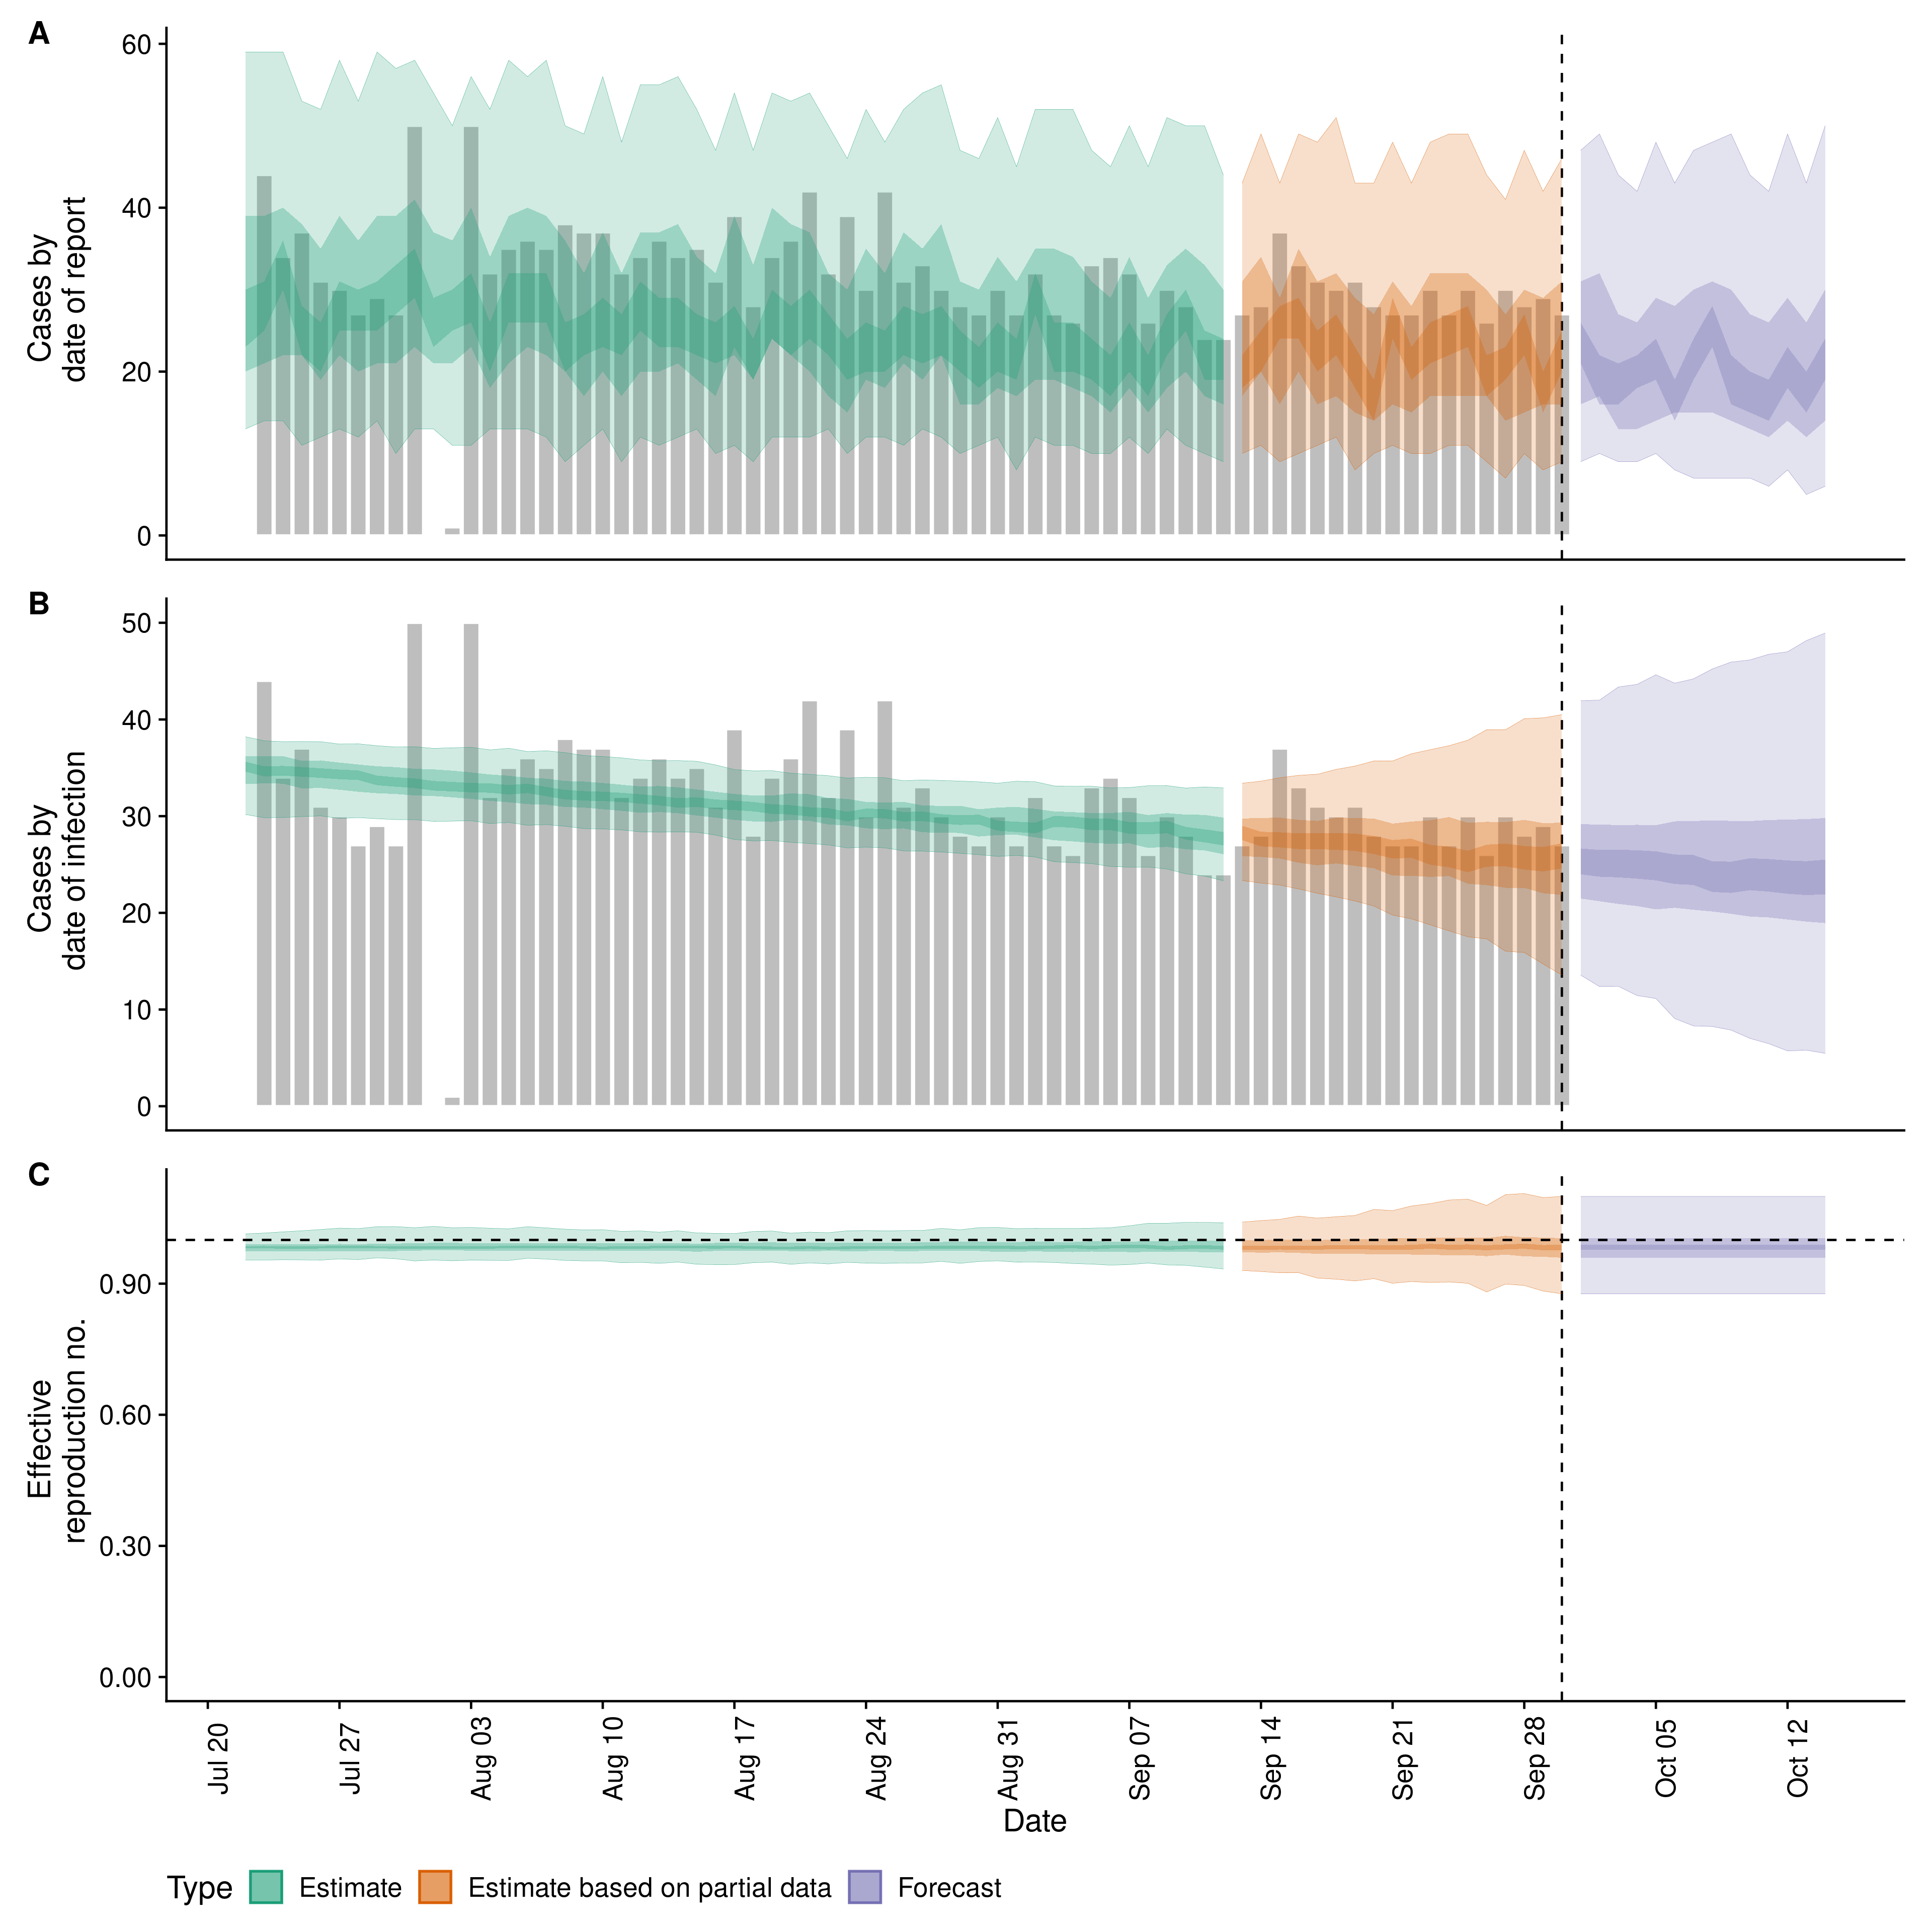 A
60
40
20
0
Cases by
date of report
B
50
40
30
20
10
0
Cases by
date of infection
C
0.90
0.60
0.30
0.00
Effective
reproduction no.
Jul 20
Jul 27
Aug 03
Aug 10
Aug 17
Aug 24
Aug 31
Sep 07
Sep 14
Sep 21
Sep 28
Oct 05
Oct 12
Date
Type Estimate Estimate based on partial data Forecast